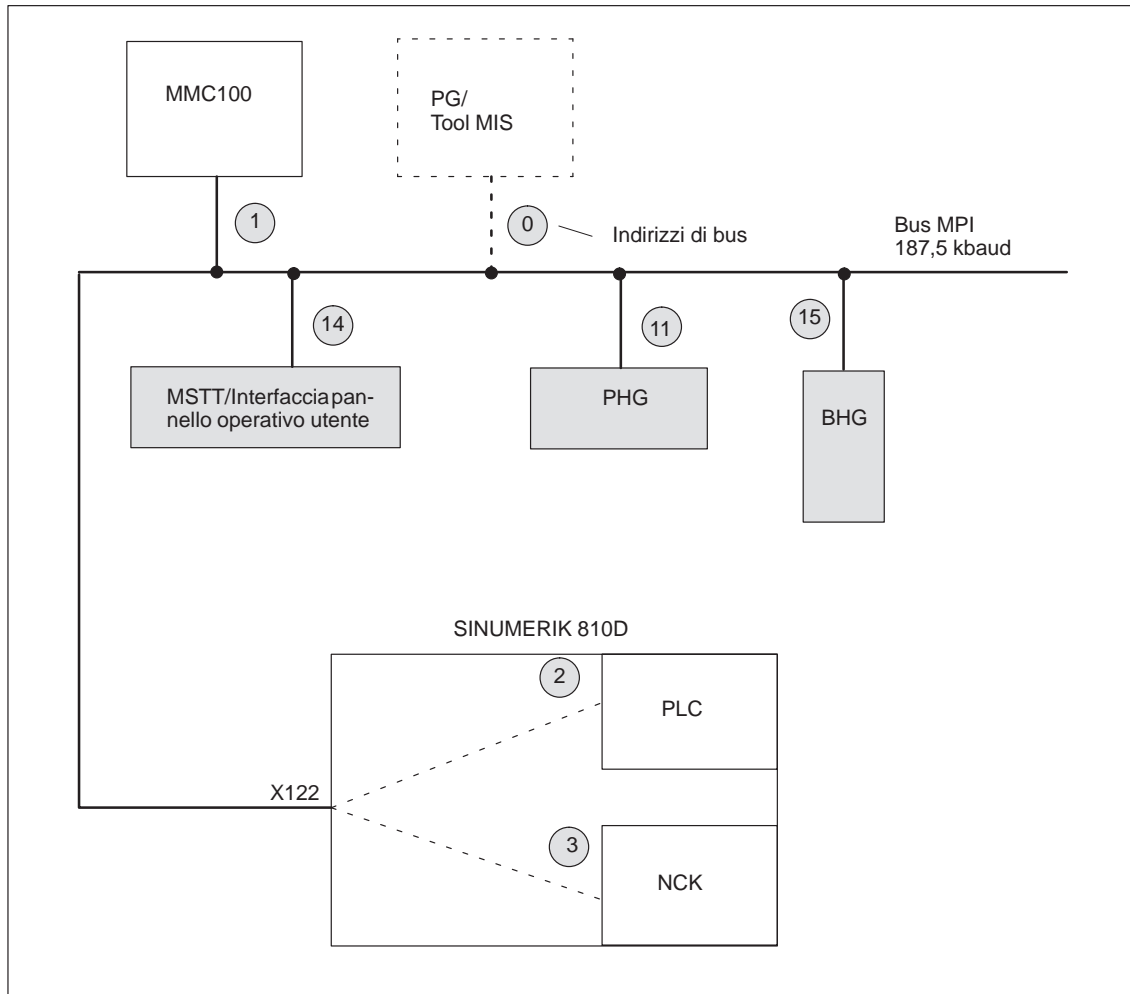 MMC100
PG/
Tool MIS
1
0
Indirizzi di bus
Bus MPI
187,5 kbaud
14
11
15
MSTT/Interfaccia pan-
nello operativo utente
PHG
BHG
SINUMERIK 810D
2
PLC
X122
3
NCK